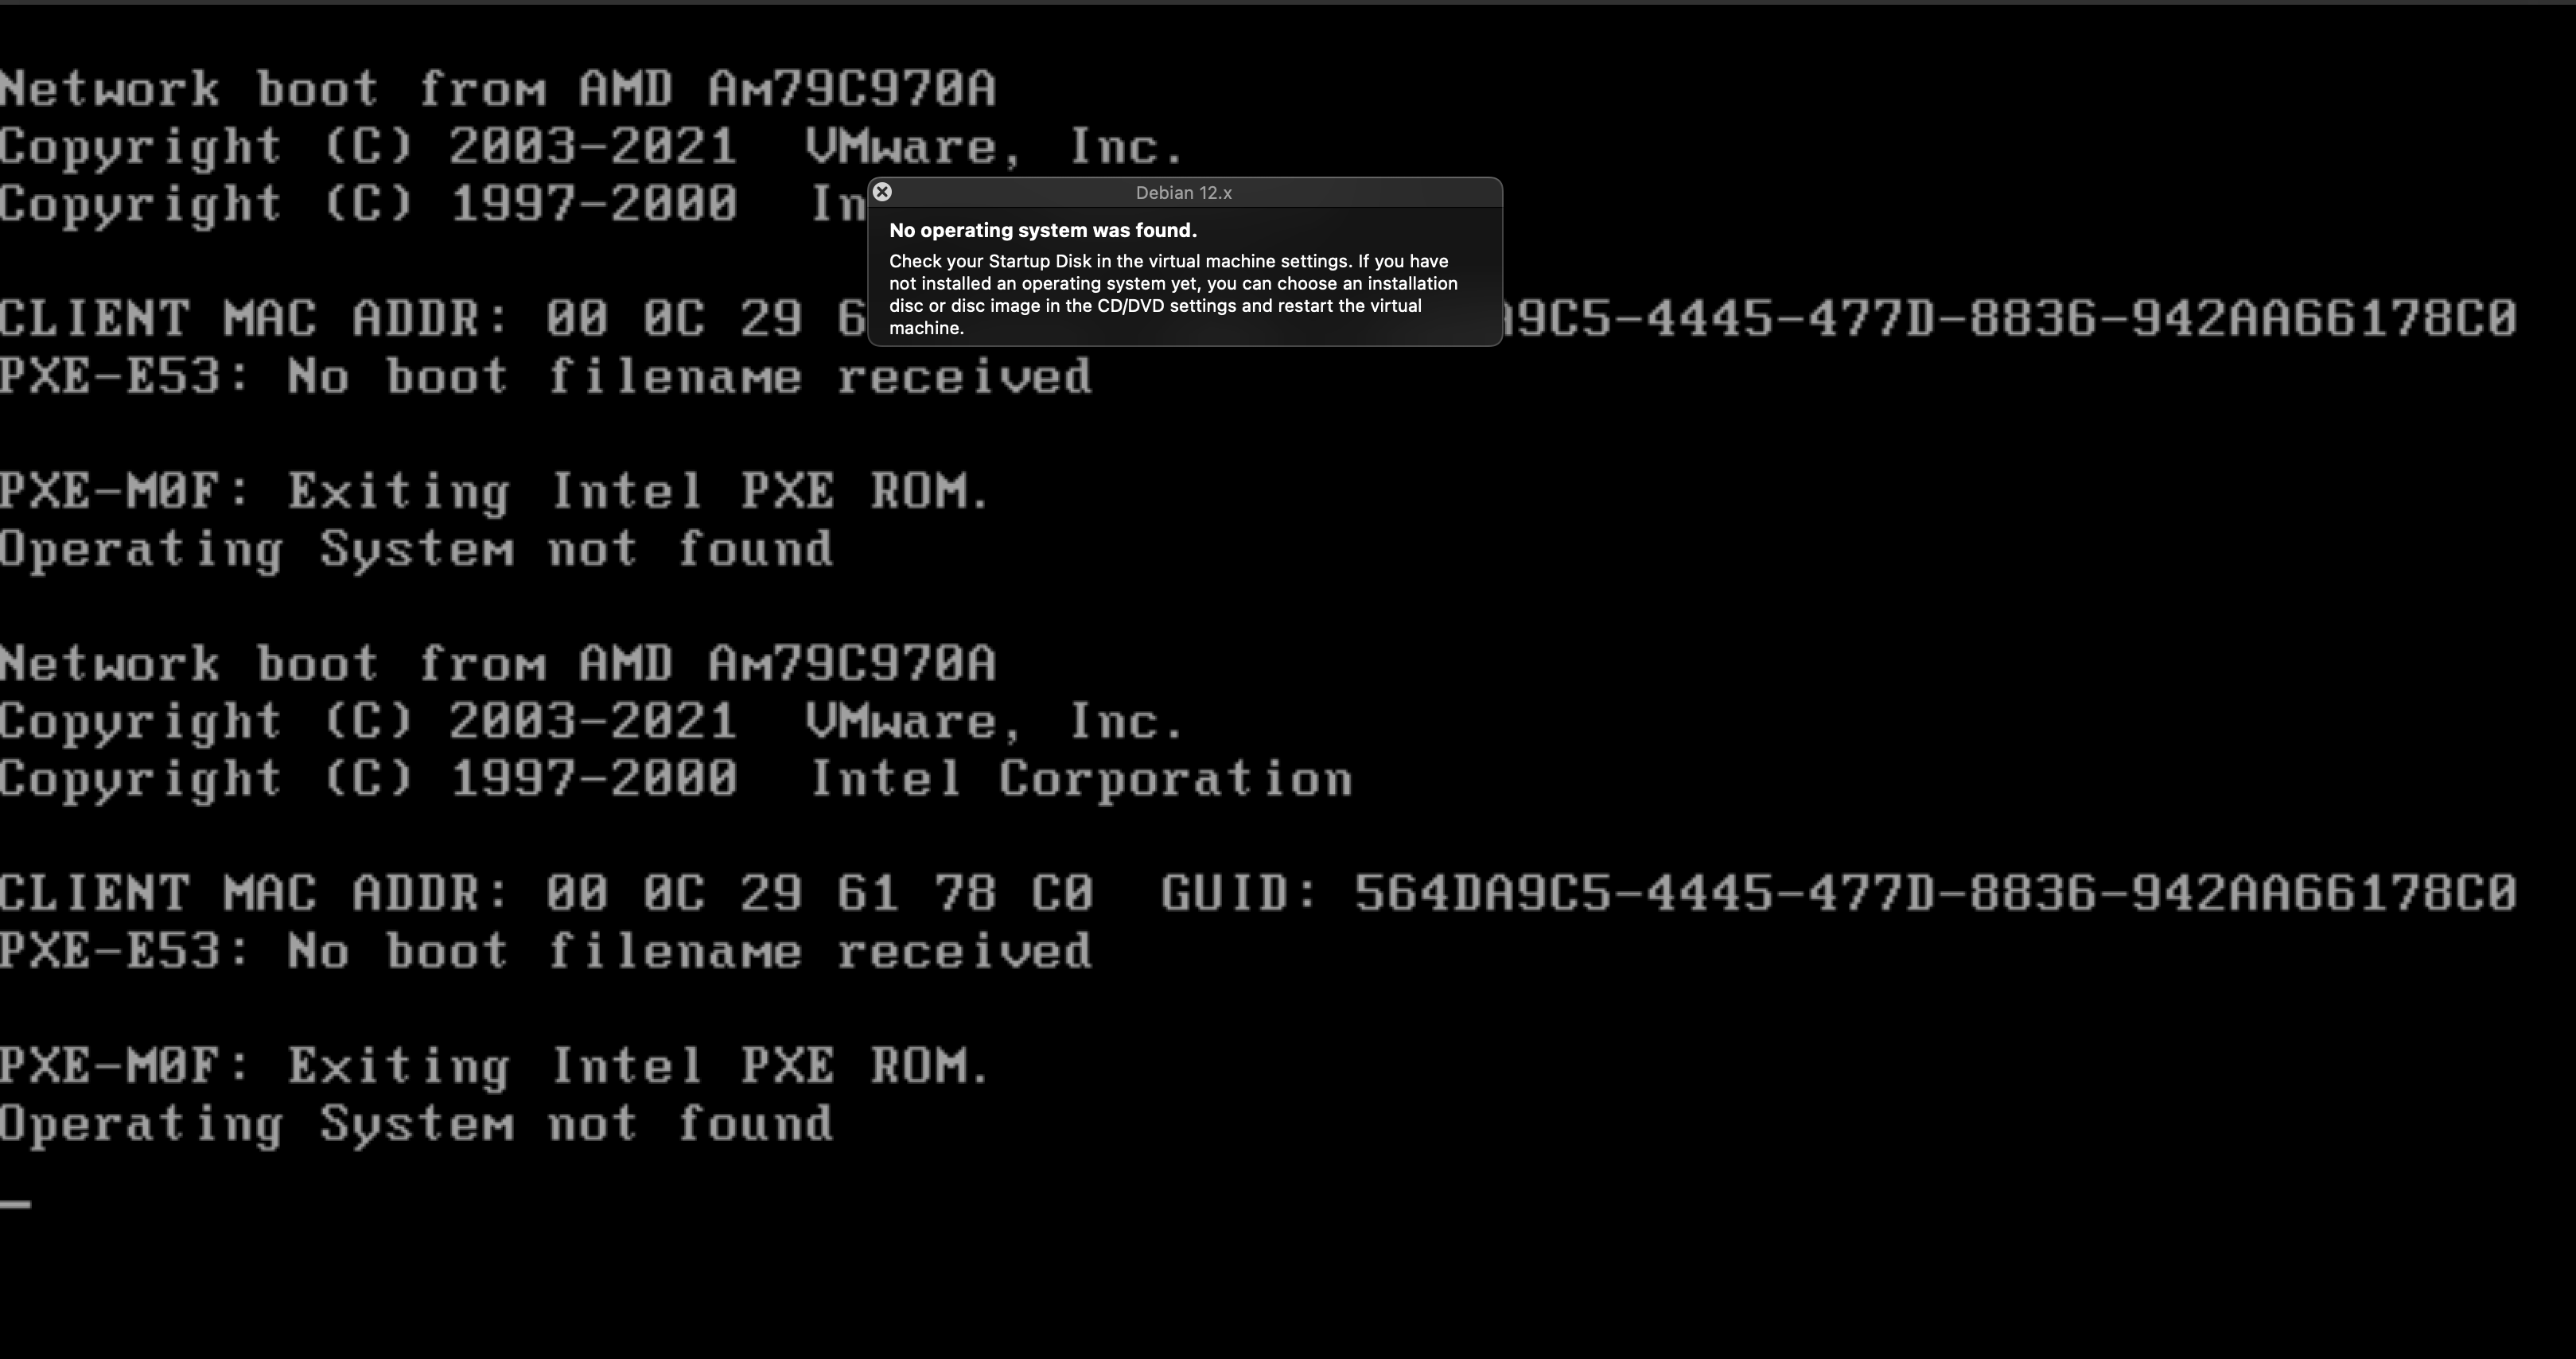 Network boot from AMD Am79C970A
Copyright (C) 2003-2021  VMware, Inc.
Copyright (C) 1997-2000
Debian 12.x
No operating system was found.
Check your Startup Disk in the virtual machine settings. If you have
not installed an operating system yet, you can choose an installation
disc or disc image in the CD/DVD settings and restart the virtual
machine.
CLIENT MAC ADDR: 00 0C 29 6 9C5-4445-477D-8836-942AA66178C0
PXE-E53: No boot filename received
PXE-M0F: Exiting Intel PXE ROM.
Operating System not found
Network boot from AMD Am79C970A
Copyright (C) 2003-2021  VMware, Inc.
Copyright (C) 1997-2000  Intel Corporation
CLIENT MAC ADDR: 00 0C 29 61 78 C0  GUID: 564DA9C5-4445-477D-8836-942AA66178C0
PXE-E53: No boot filename received
PXE-M0F: Exiting Intel PXE ROM.
Operating System not found